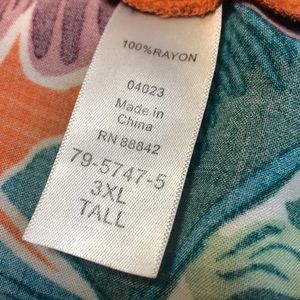 100%RAYON
04023
Made in
China
RN 88842
79-5747-5
3XL
TALL